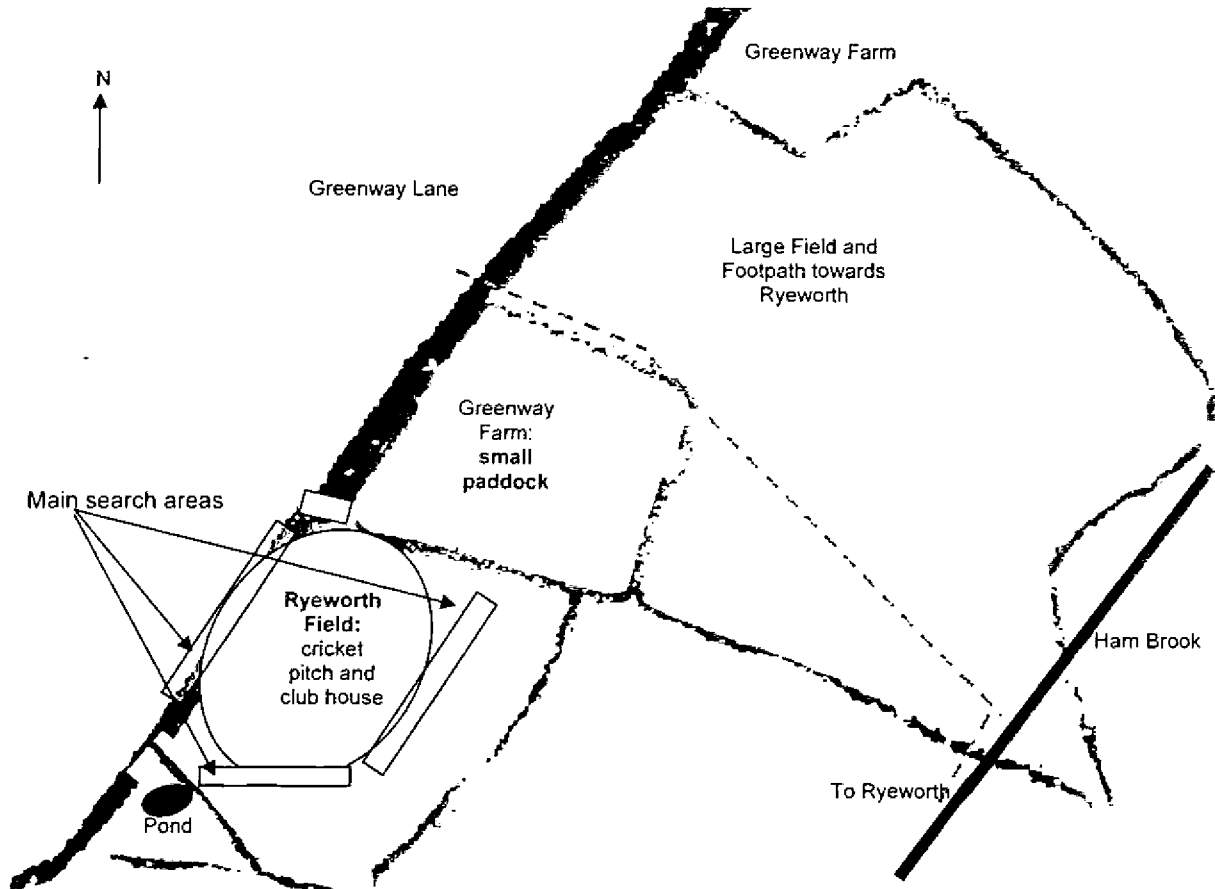 Greenway Farm
N
Greenway Lane
Large Field and
Footpath towards
Ryeworth
Greenway
Farm:
small
paddock
Main search areas
Ryeworth
Field:
cricket
pitch and
club house
Ham Brook
To Ryeworth
Pond